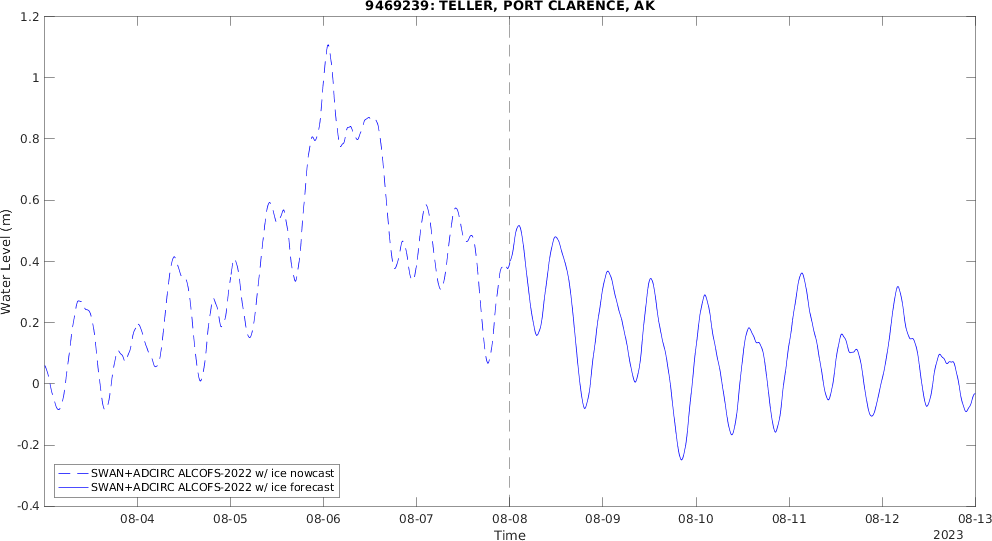 9469239: TELLER, PORT CLARENCE, AK
1.2
1
0.8
0.6
0.4
0.2
0
-0.2
-0.4
Water Level (m)
SWAN+ADCIRC ALCOFS-2022 w/ ice nowcast
SWAN+ADCIRC ALCOFS-2022 w/ ice forecast
08-04 08-05 08-06 08-07 08-08 08-09 08-10 08-11 08-12 08-13
Time
2023